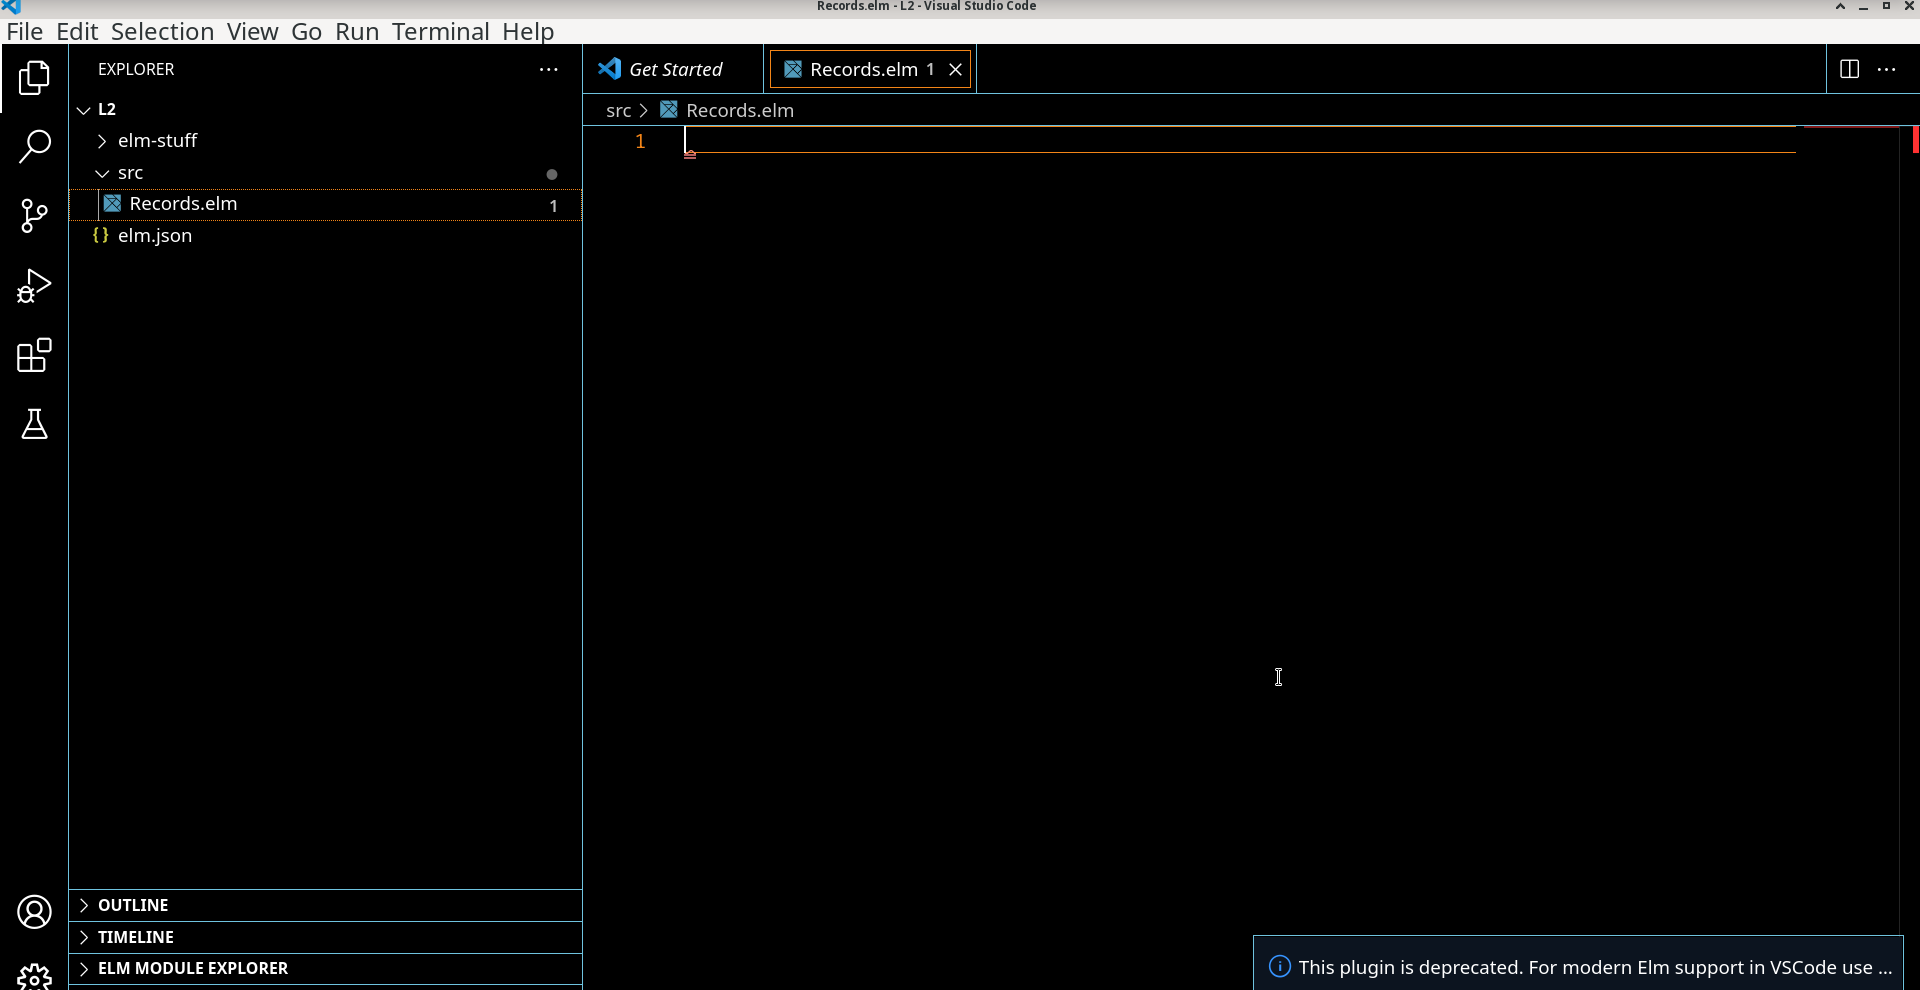 Records.elm - L2 - Visual Studio Code
File Edit Selection View Go Run Terminal Help
EXPLORER
L2
elm-stuff
src
Records.elm 1
{} elm.json
OUTLINE
TIMELINE
ELM MODULE EXPLORER
Get Started
Records.elm 1
src > Records.elm
1
This plugin is deprecated. For modern Elm support in VSCode use ...